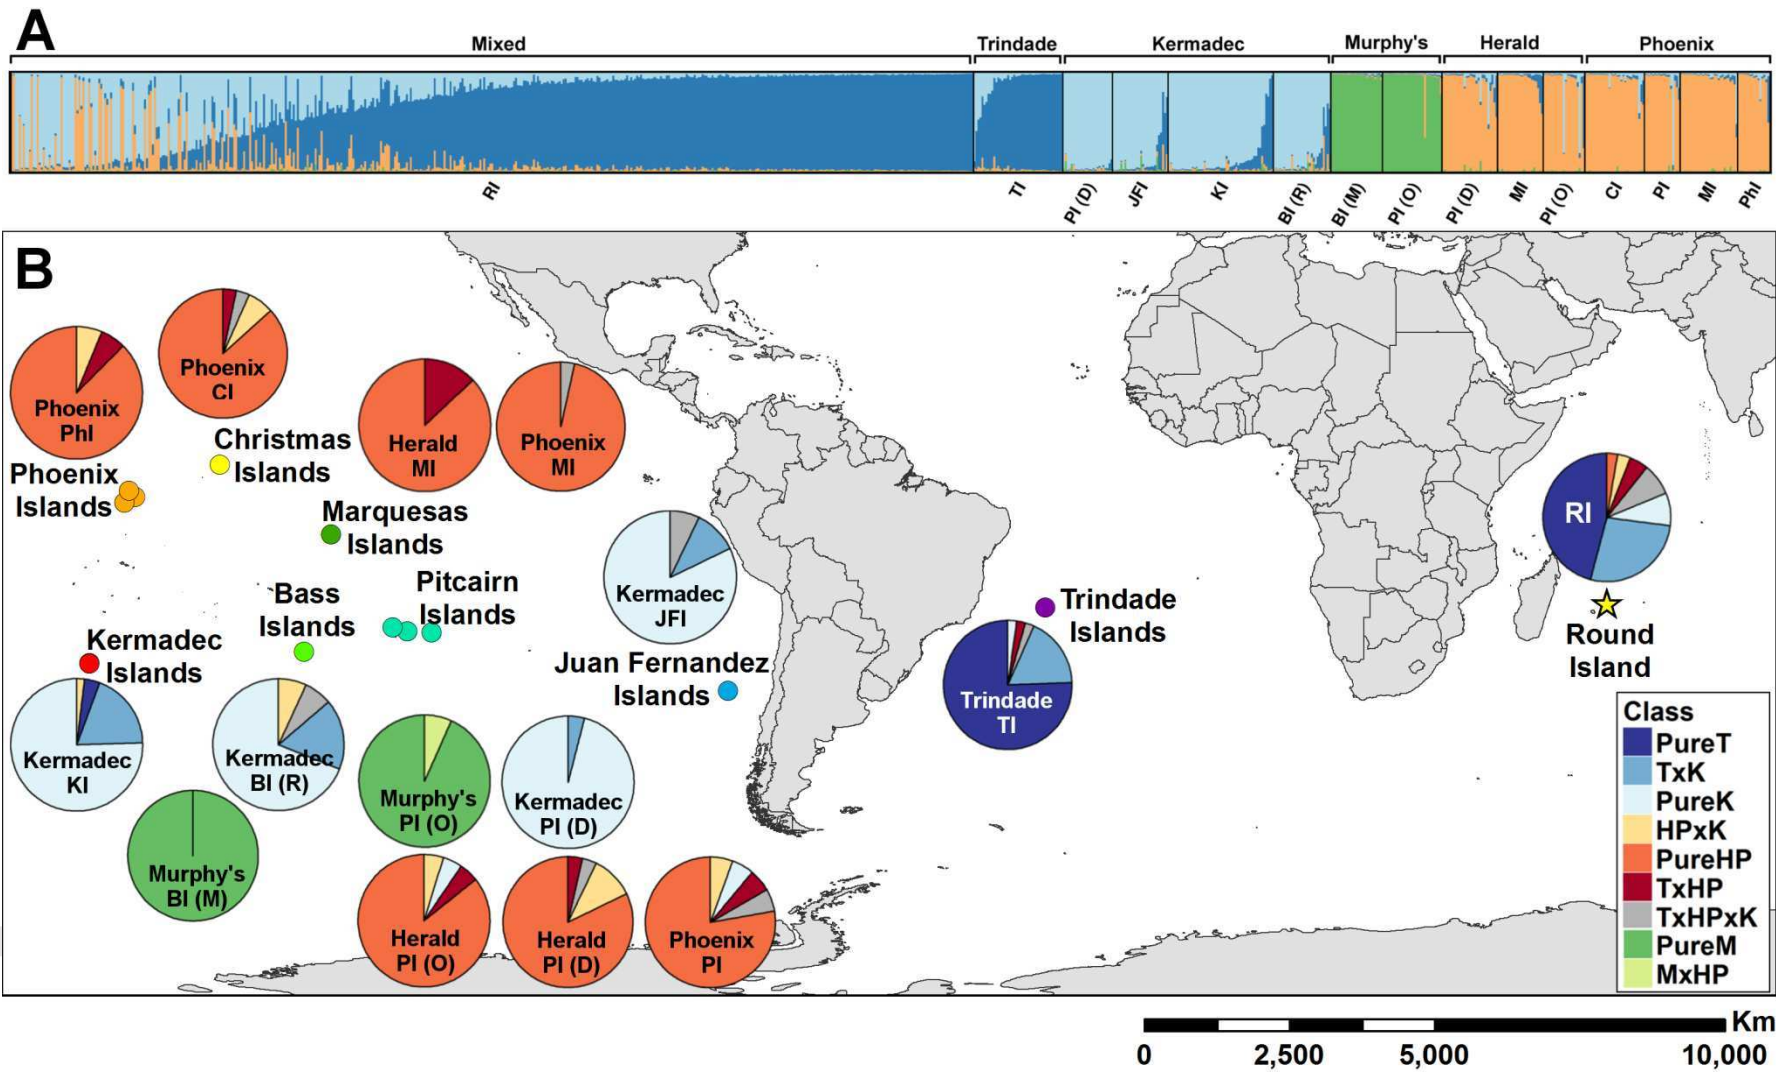 A
Mixed
Trindade
Kermadec
Murphy's
Herald
Phoenix
RI
TI
PI (D)
JFI
KI
BI (R)
BI (M)
PI (O)
PI (D)
MI
PI (O)
CI
PI
MI
PhI
B
Phoenix
PhI
Phoenix
CI
Herald
MI
Phoenix
MI
Phoenix
Islands
Christmas
Islands
Marquesas
Islands
Bass
Islands
Pitcairn
Islands
Kermadec
Islands
Kermadec
JFI
Juan Fernandez
Islands
Trindade
Islands
Trindade
TI
RI
Round
Island
Kermadec
KI
Kermadec
BI (R)
Murphy's
PI (O)
Kermadec
PI (D)
Murphy's
BI (M)
Herald
PI (O)
Herald
PI (D)
Phoenix
PI
Class
PureT
TxK
PureK
HPxK
PureHP
TxHP
TxHPxK
PureM
MxHP
Km
0
2,500
5,000
10,000